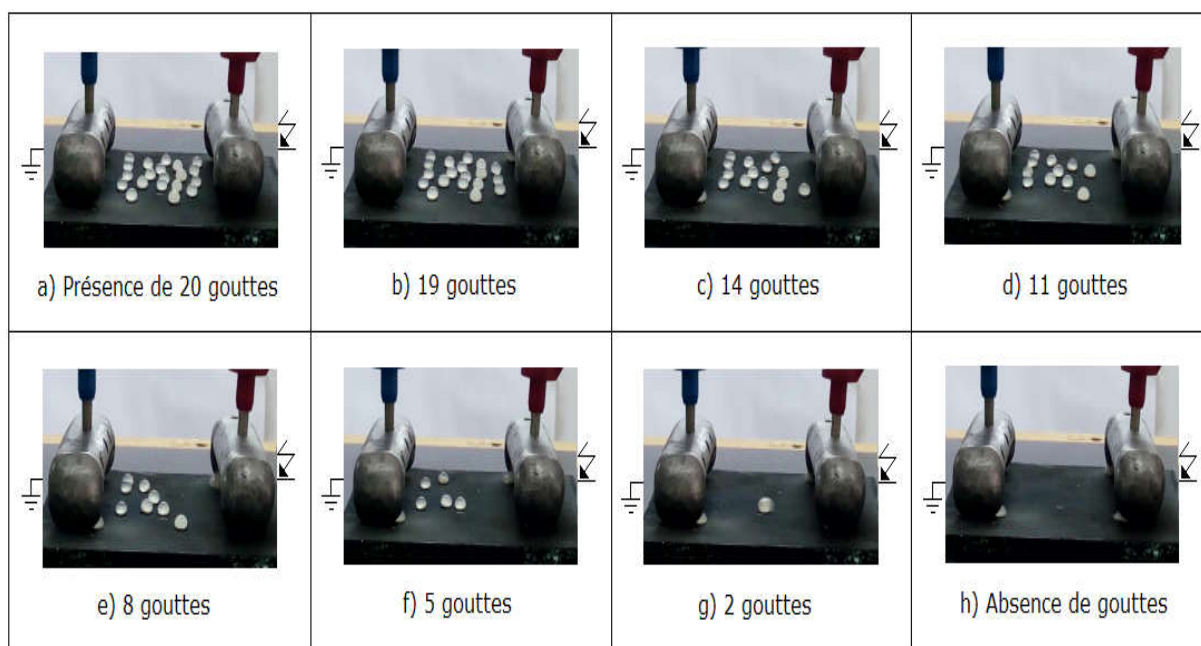 a) Présence de 20 gouttes
b) 19 gouttes
c) 14 gouttes
d) 11 gouttes
e) 8 gouttes
f) 5 gouttes
g) 2 gouttes
h) Absence de gouttes